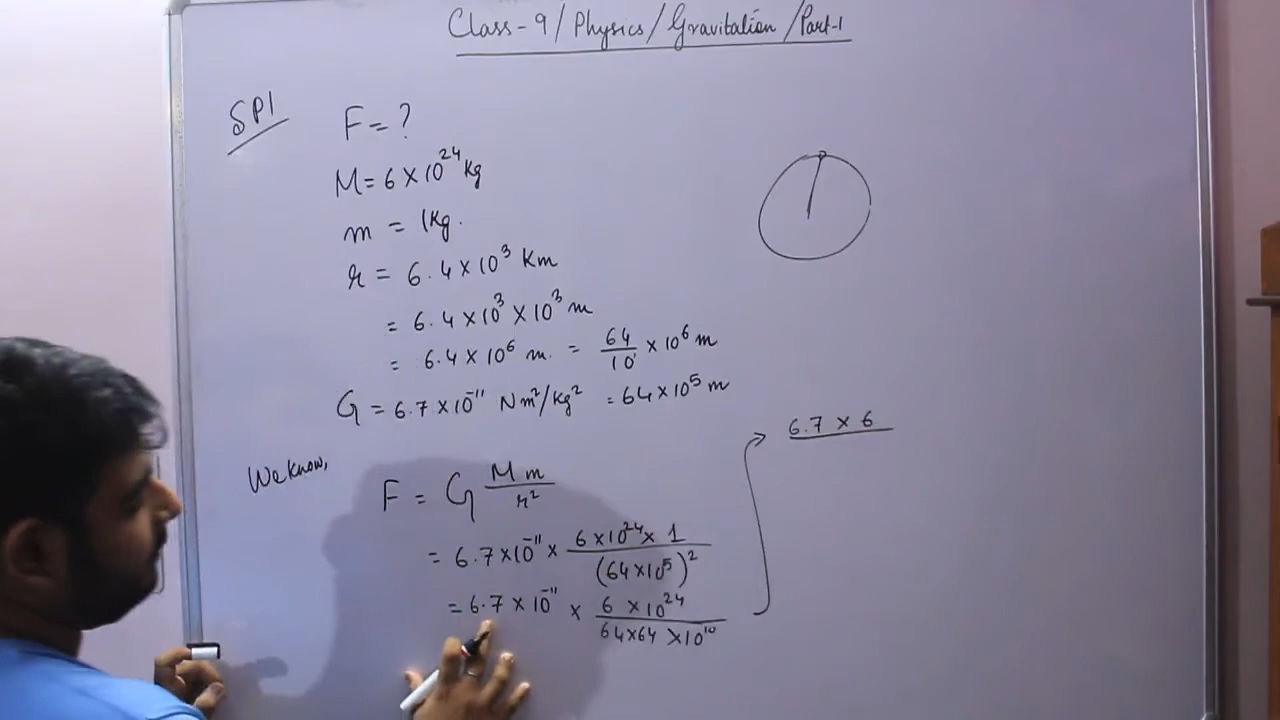 Class-9/Physics/Gravitation/Part-1
SP1
F = ?
M = 6 × 10²⁴ Kg
m = 1Kg.
r = 6.4 × 10³ Km
= 6.4 × 10³ × 10³ m
= 6.4 × 10⁶ m. = 64/10 × 10⁶ m
G = 6.7 × 10⁻¹¹ Nm²/Kg² = 64 × 10⁵ m
We know,
F = G Mm/r²
= 6.7 × 10⁻¹¹ × 6 × 10²⁴ × 1/(64 × 10⁵)²
= 6.7 × 10⁻¹¹ × 6 × 10²⁴/64 × 64 × 10¹⁰
6.7 × 6